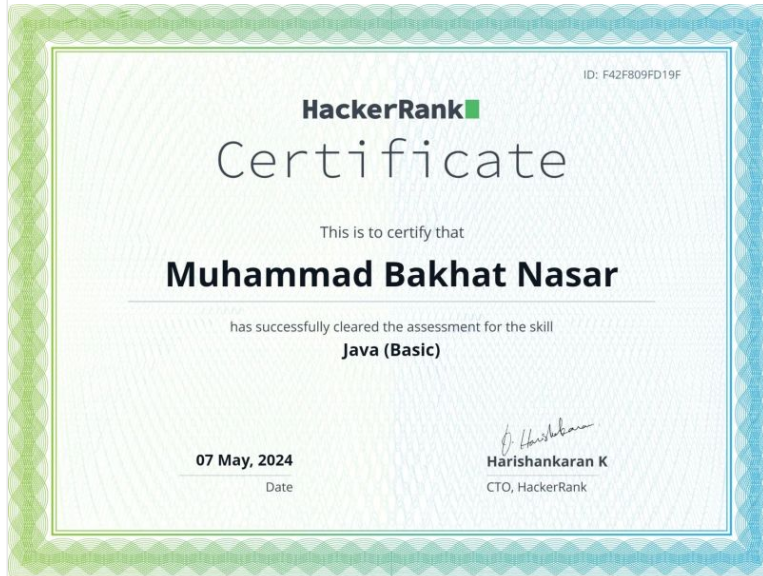 ID: F42F809FD19F
HackerRank
Certificate
This is to certify that
Muhammad Bakhat Nasar
has successfully cleared the assessment for the skill
Java (Basic)
07 May, 2024
Date
Harishankaran K
CTO, HackerRank